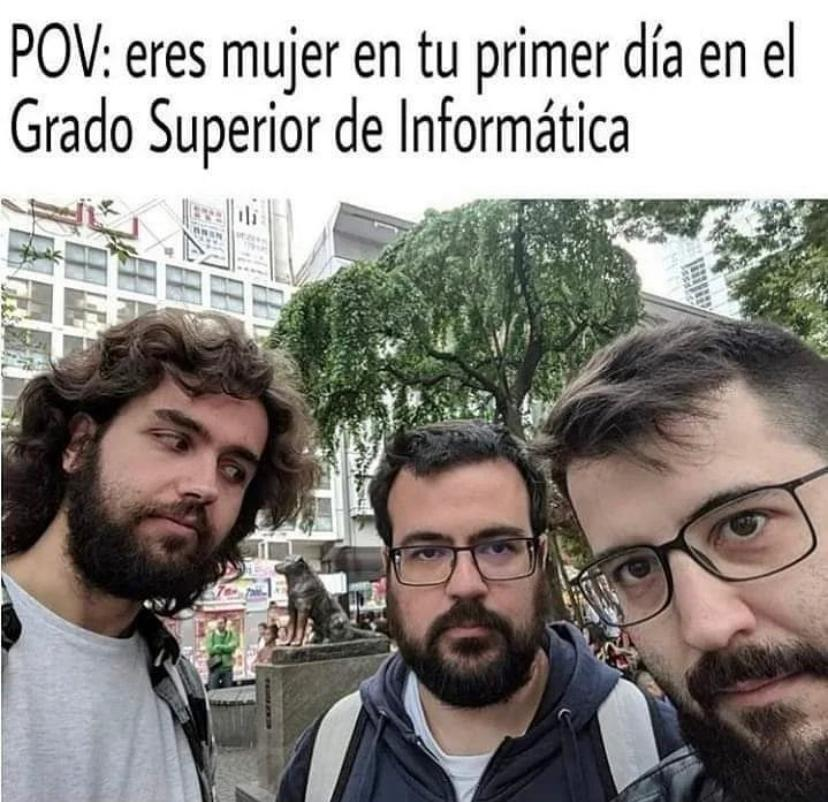 POV: eres mujer en tu primer día en el
Grado Superior de Informática